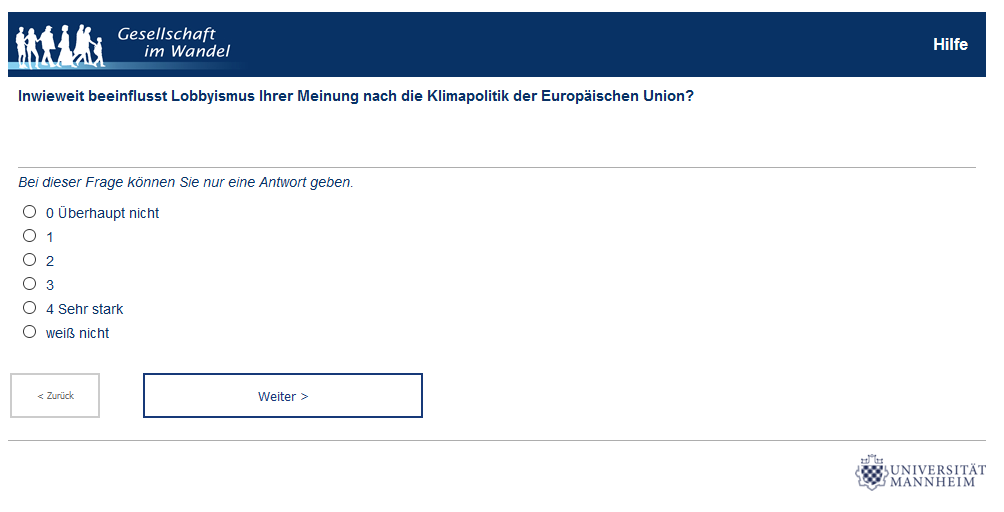 Gesellschaft
im Wandel
Hilfe
Inwieweit beeinflusst Lobbyismus Ihrer Meinung nach die Klimapolitik der Europäischen Union?
Bei dieser Frage können Sie nur eine Antwort geben.
0 Überhaupt nicht
1
2
3
4 Sehr stark
weiß nicht
< Zurück
Weiter >
UNIVERSITÄT
MANNHEIM